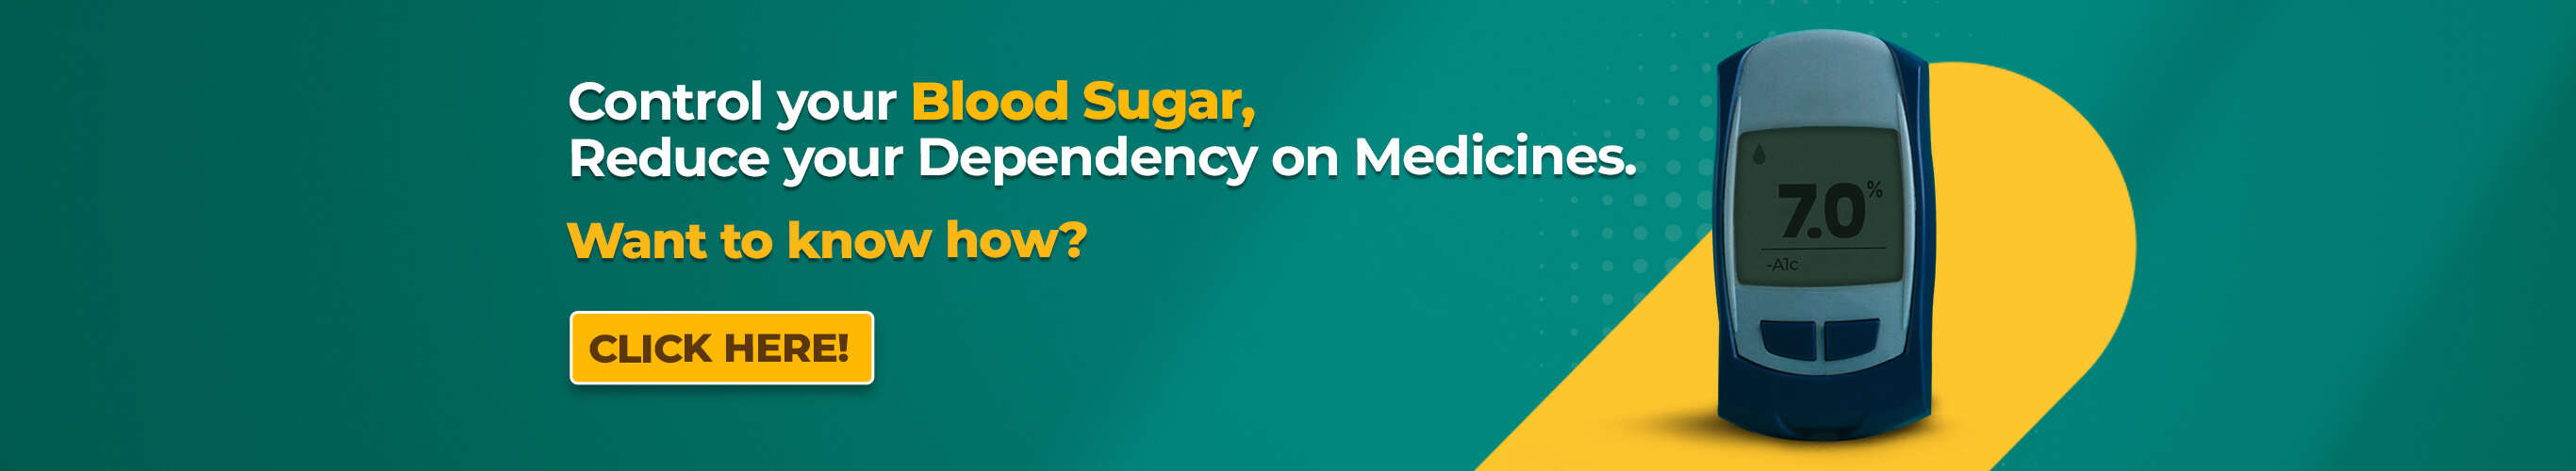 Control your Blood Sugar,
Reduce your Dependency on Medicines.
Want to know how?
CLICK HERE!
7.0%
-A1c